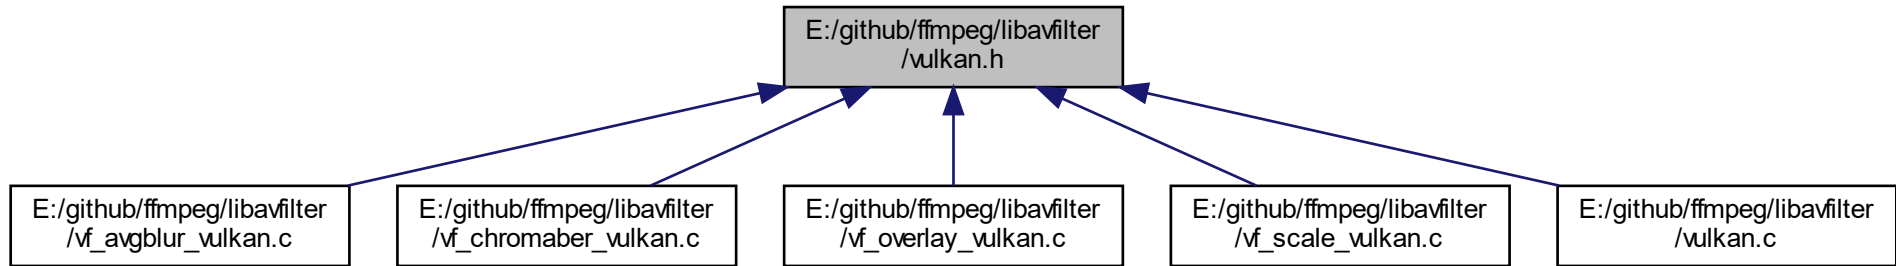 E:/github/ffmpeg/libavfilter
/vulkan.h
E:/github/ffmpeg/libavfilter
/vf_avgblur_vulkan.c
E:/github/ffmpeg/libavfilter
/vf_chromaber_vulkan.c
E:/github/ffmpeg/libavfilter
/vf_overlay_vulkan.c
E:/github/ffmpeg/libavfilter
/vf_scale_vulkan.c
E:/github/ffmpeg/libavfilter
/vulkan.c